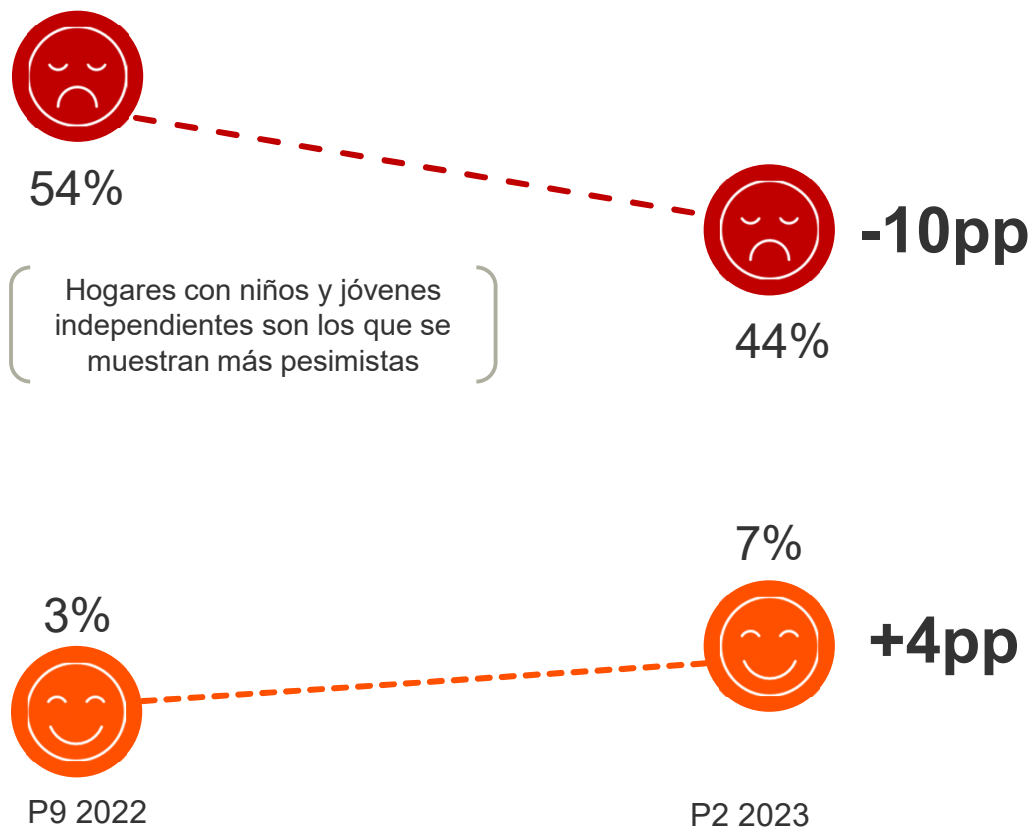 54%
-10pp
Hogares con niños y jóvenes
independientes son los que se
muestran más pesimistas
44%
7%
3%
+4pp
P9 2022
P2 2023